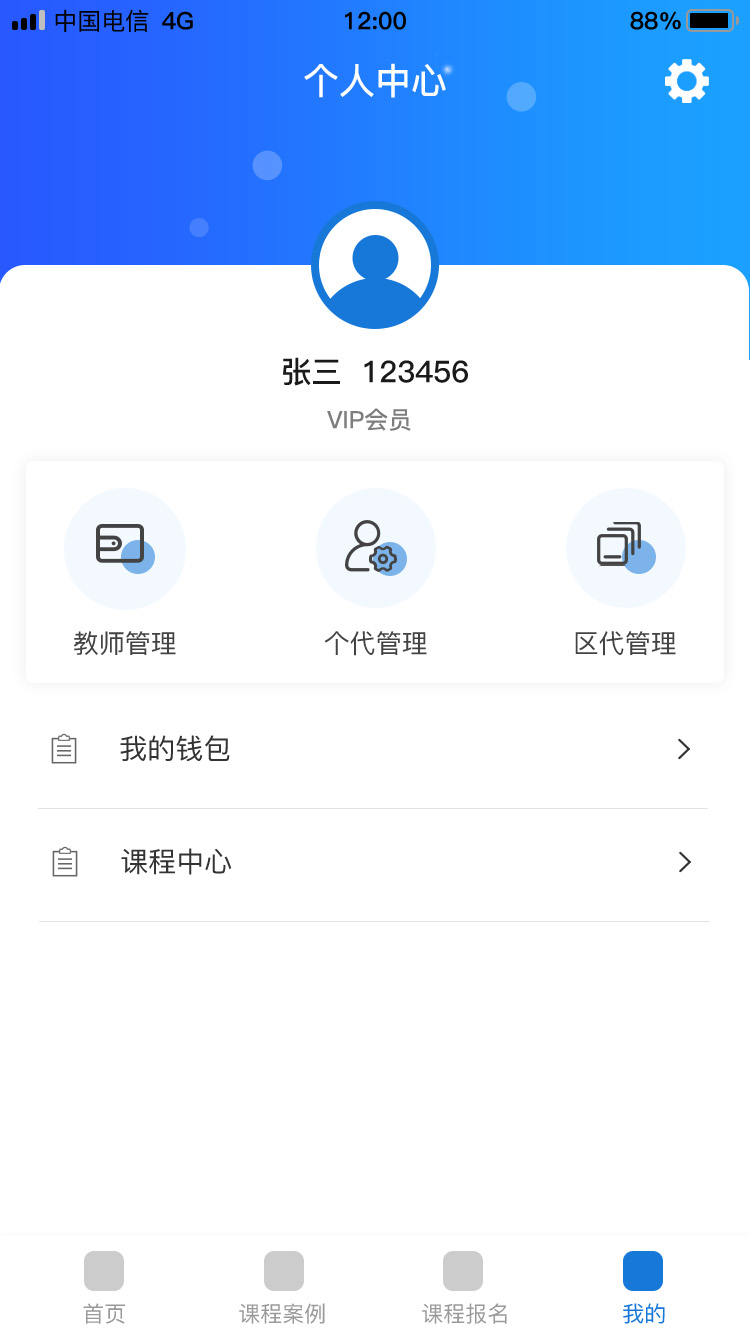 中国电信 4G 12:00 88%
个人中心
张三 123456
VIP会员
教师管理 个代管理 区代管理
我的钱包
课程中心
首页 课程案例 课程报名 我的